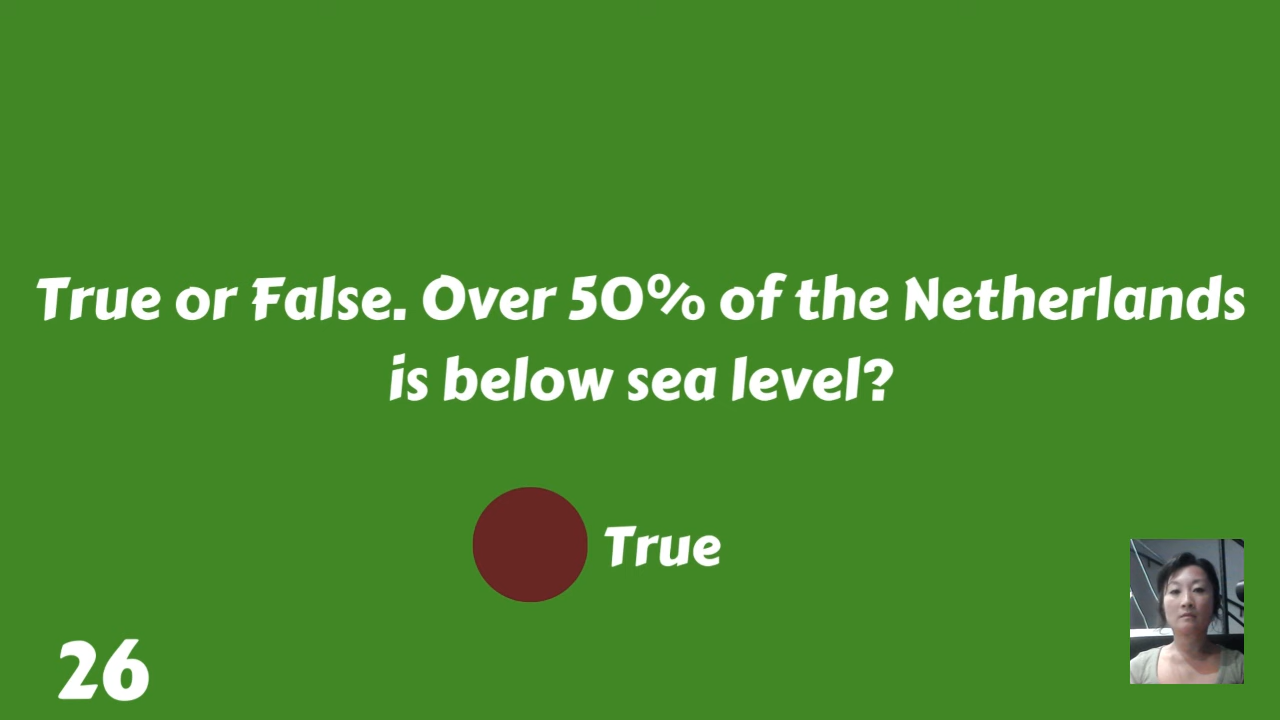 True or False. Over 50% of the Netherlands
is below sea level?
True
26